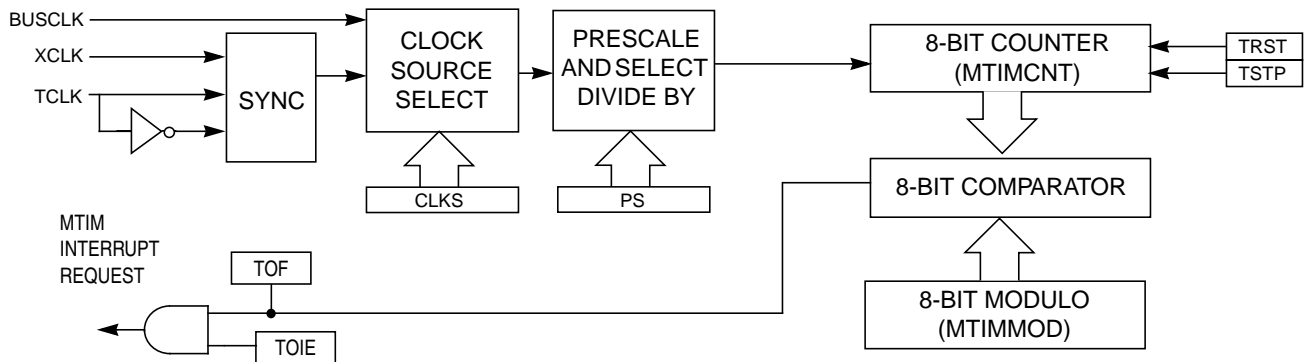 BUSCLK
XCLK
TCLK
SYNC
CLOCK
SOURCE
SELECT
PRESCALE
AND SELECT
DIVIDE BY
8-BIT COUNTER
(MTIMCNT)
TRST
TSTP
CLKS
PS
8-BIT COMPARATOR
MTIM
INTERRUPT
REQUEST
TOF
TOIE
8-BIT MODULO
(MTIMMOD)